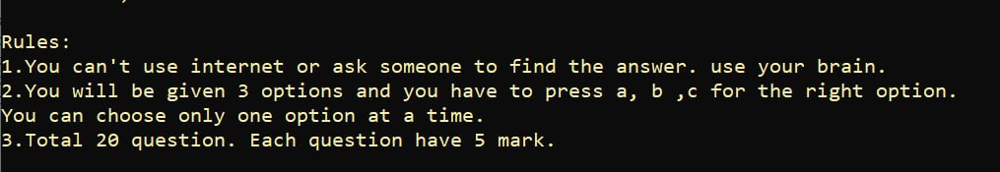 Rules:
1.You can't use internet or ask someone to find the answer. use your brain.
2.You will be given 3 options and you have to press a, b ,c for the right option.
You can choose only one option at a time.
3.Total 20 question. Each question have 5 mark.